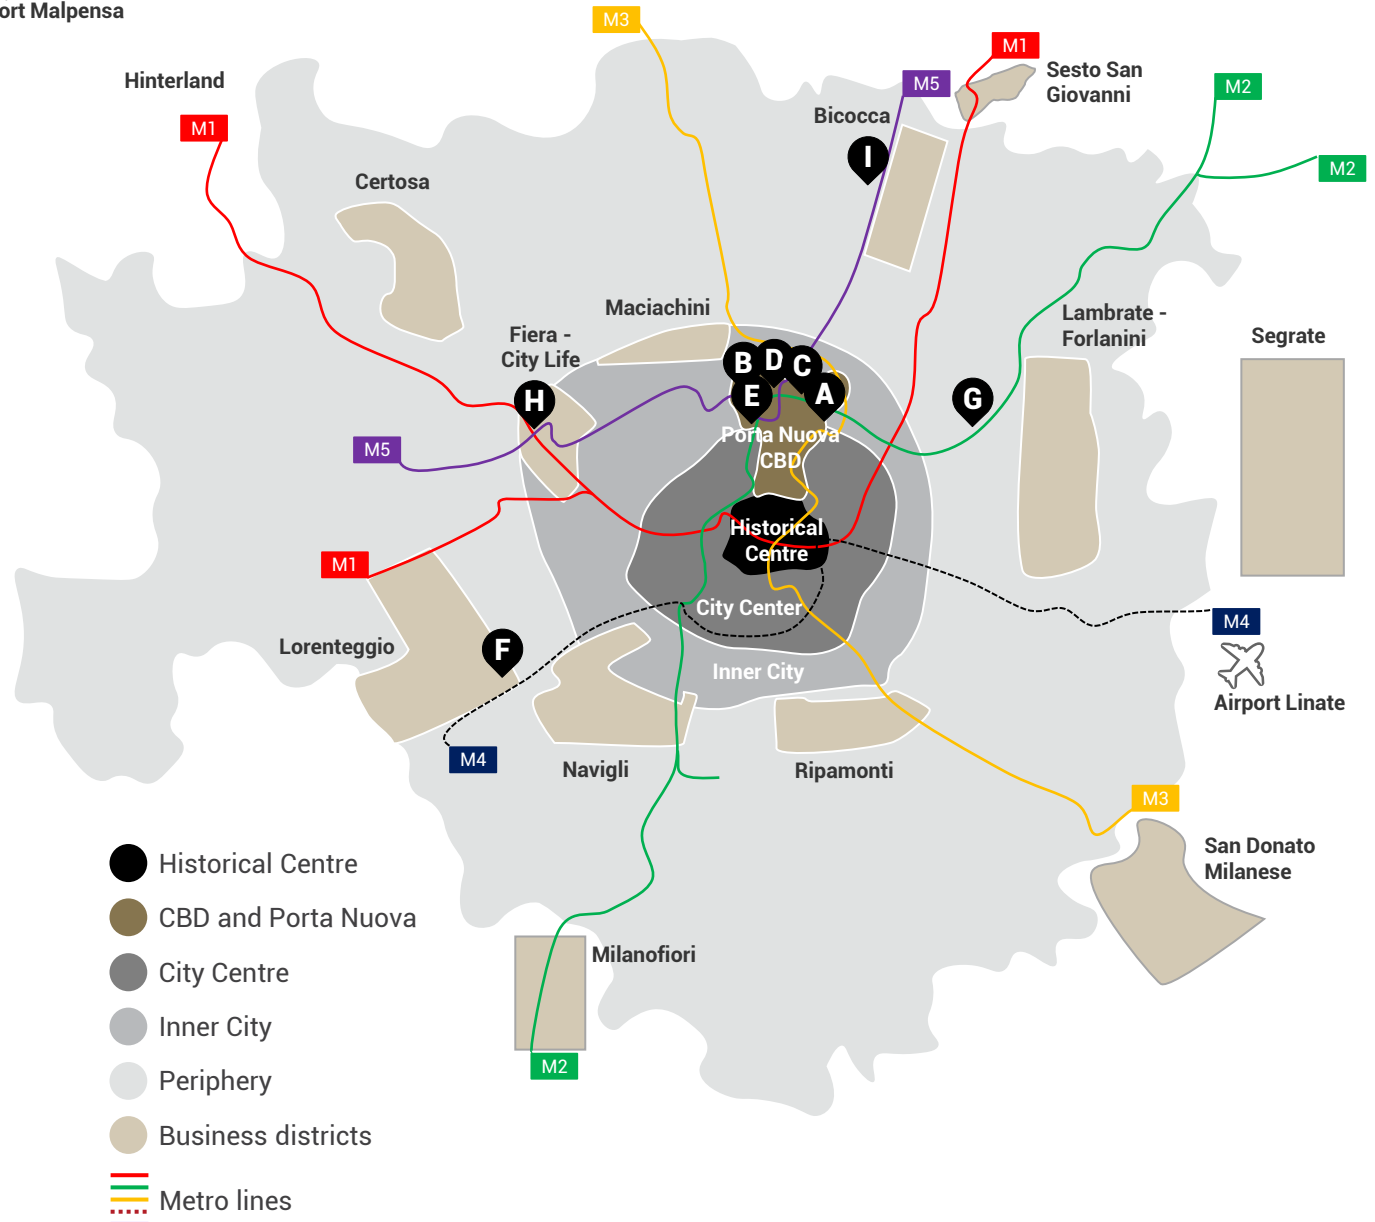 ort Malpensa
M3
M1
Sesto San
Giovanni
M5
M2
Hinterland
Bicocca
M1
I
M2
Certosa
Maciachini
Lambrate -
Forlanini
Fiera -
City Life
Segrate
B
D
C
H
E
A
G
Porta Nuova
CBD
M5
Historical
Centre
M1
City Center
M4
Lorenteggio
F
Inner City
Airport Linate
M4
Navigli
Ripamonti
M3
San Donato
Milanese
Historical Centre
CBD and Porta Nuova
Milanofiori
City Centre
Inner City
M2
Periphery
Business districts
Metro lines